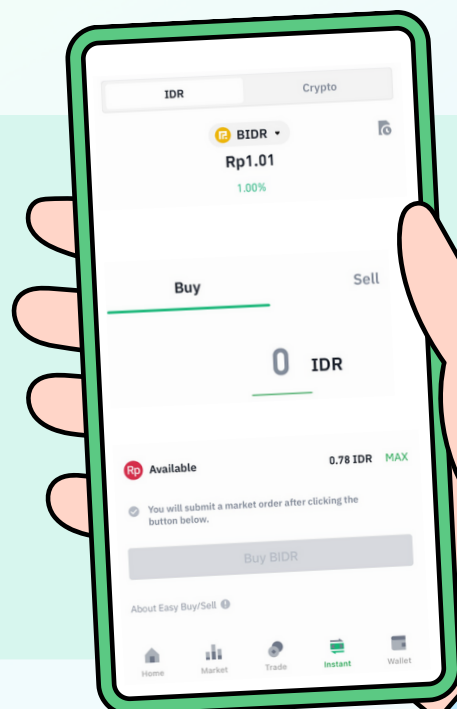 IDR Crypto
BIDR
Rp1.01
1.00%
Buy Sell
0 IDR
Rp Available 0.78 IDR MAX
You will submit a market order after clicking the
button below.
Buy BIDR
About Easy Buy/Sell
Home Market Trade Instant Wallet